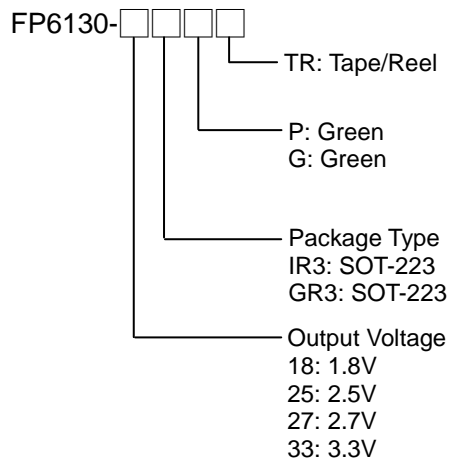 FP6130-
TR: Tape/Reel
P: Green
G: Green
Package Type
IR3: SOT-223
GR3: SOT-223
Output Voltage
18: 1.8V
25: 2.5V
27: 2.7V
33: 3.3V